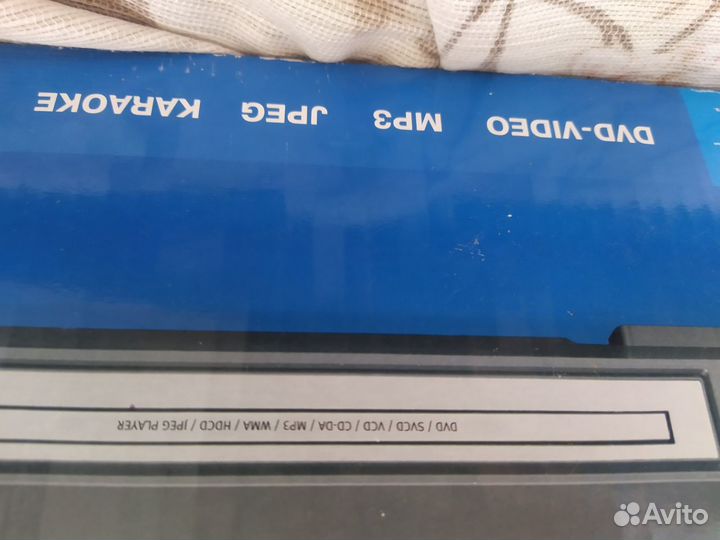 DVD / SVCD / VCD / CD-DA / MP3 / WMA / HDCD / JPEG PLAYER
DVD-VIDEO MP3 JPEG KARAOKE
Avito